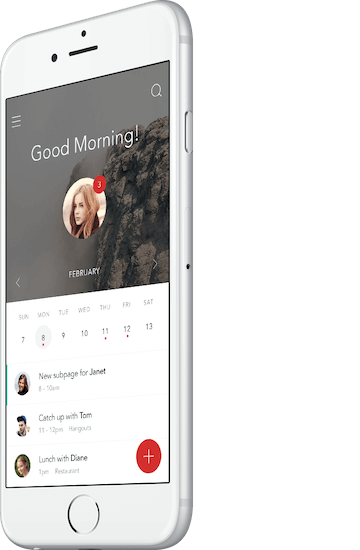 Good Morning!
3
FEBRUARY
SUN MON TUE WED THU FRI SAT
7 8 9 10 11 12 13
New subpage for Janet
8 - 10am
Catch up with Tom
11 - 12pm Hangouts
Lunch with Diane
1pm Restaurant